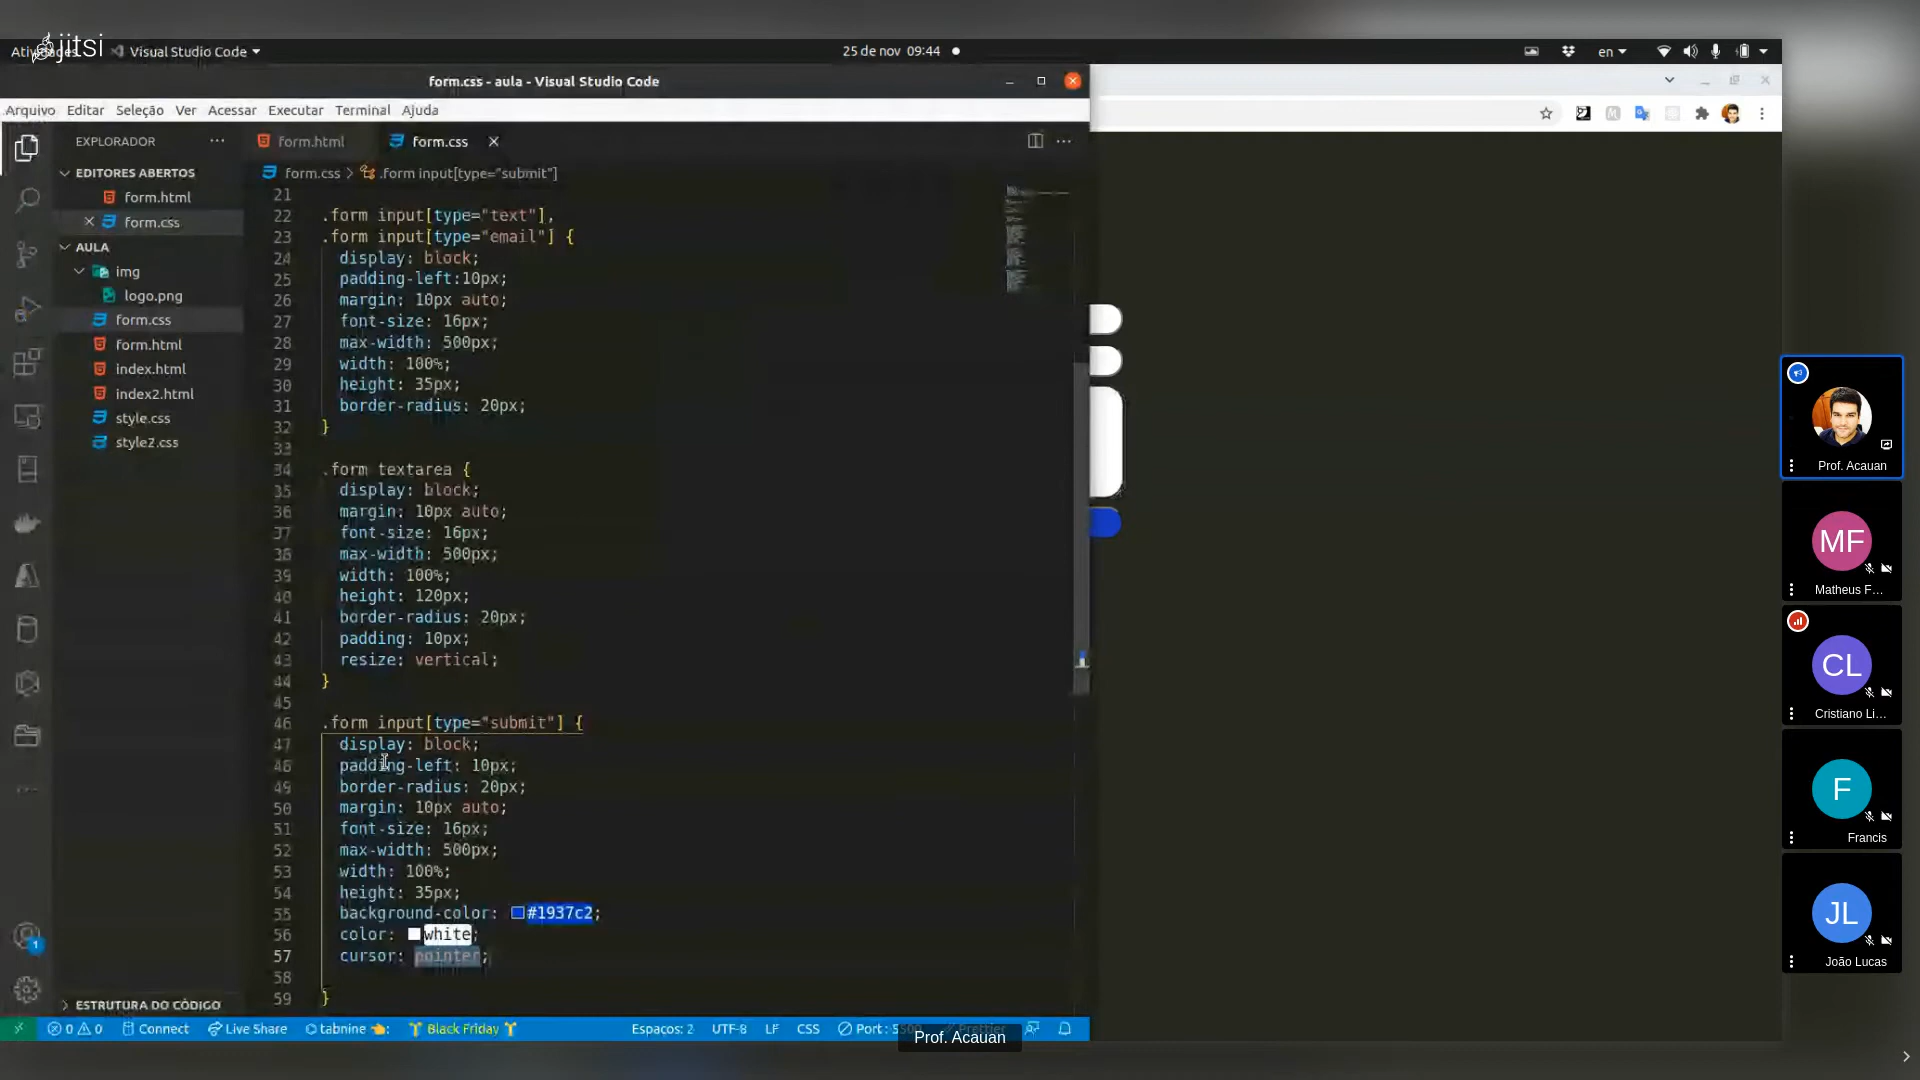 jitsi
Visual Studio Code
25 de nov 09:44
en
form.css - aula - Visual Studio Code
Arquivo Editar Seleção Ver Acessar Executar Terminal Ajuda
EXPLORADOR
EDITORES ABERTOS
form.html
form.css
AULA
img
logo.png
form.css
form.html
index.html
index2.html
style.css
style2.css
ESTRUTURA DO CÓDIGO
form.html
form.css
form.css > .form input[type="submit"]
21
22 .form input[type="text"],
23 .form input[type="email"] {
24 display: block;
25 padding-left:10px;
26 margin: 10px auto;
27 font-size: 16px;
28 max-width: 500px;
29 width: 100%;
30 height: 35px;
31 border-radius: 20px;
32 }
33
34 .form textarea {
35 display: block;
36 margin: 10px auto;
37 font-size: 16px;
38 max-width: 500px;
39 width: 100%;
40 height: 120px;
41 border-radius: 20px;
42 padding: 10px;
43 resize: vertical;
44 }
45
46 .form input[type="submit"] {
47 display: block;
48 padding-left: 10px;
49 border-radius: 20px;
50 margin: 10px auto;
51 font-size: 16px;
52 max-width: 500px;
53 width: 100%;
54 height: 35px;
55 background-color: #1937c2;
56 color: white;
57 cursor: pointer;
58
59 }
1
0 0 Connect Live Share tabnine Black Friday Espaços: 2 UTF-8 LF CSS Port : 5500 Prettier
Prof. Acauan
Prof. Acauan
MF
Matheus F...
CL
Cristiano Li...
F
Francis
JL
João Lucas